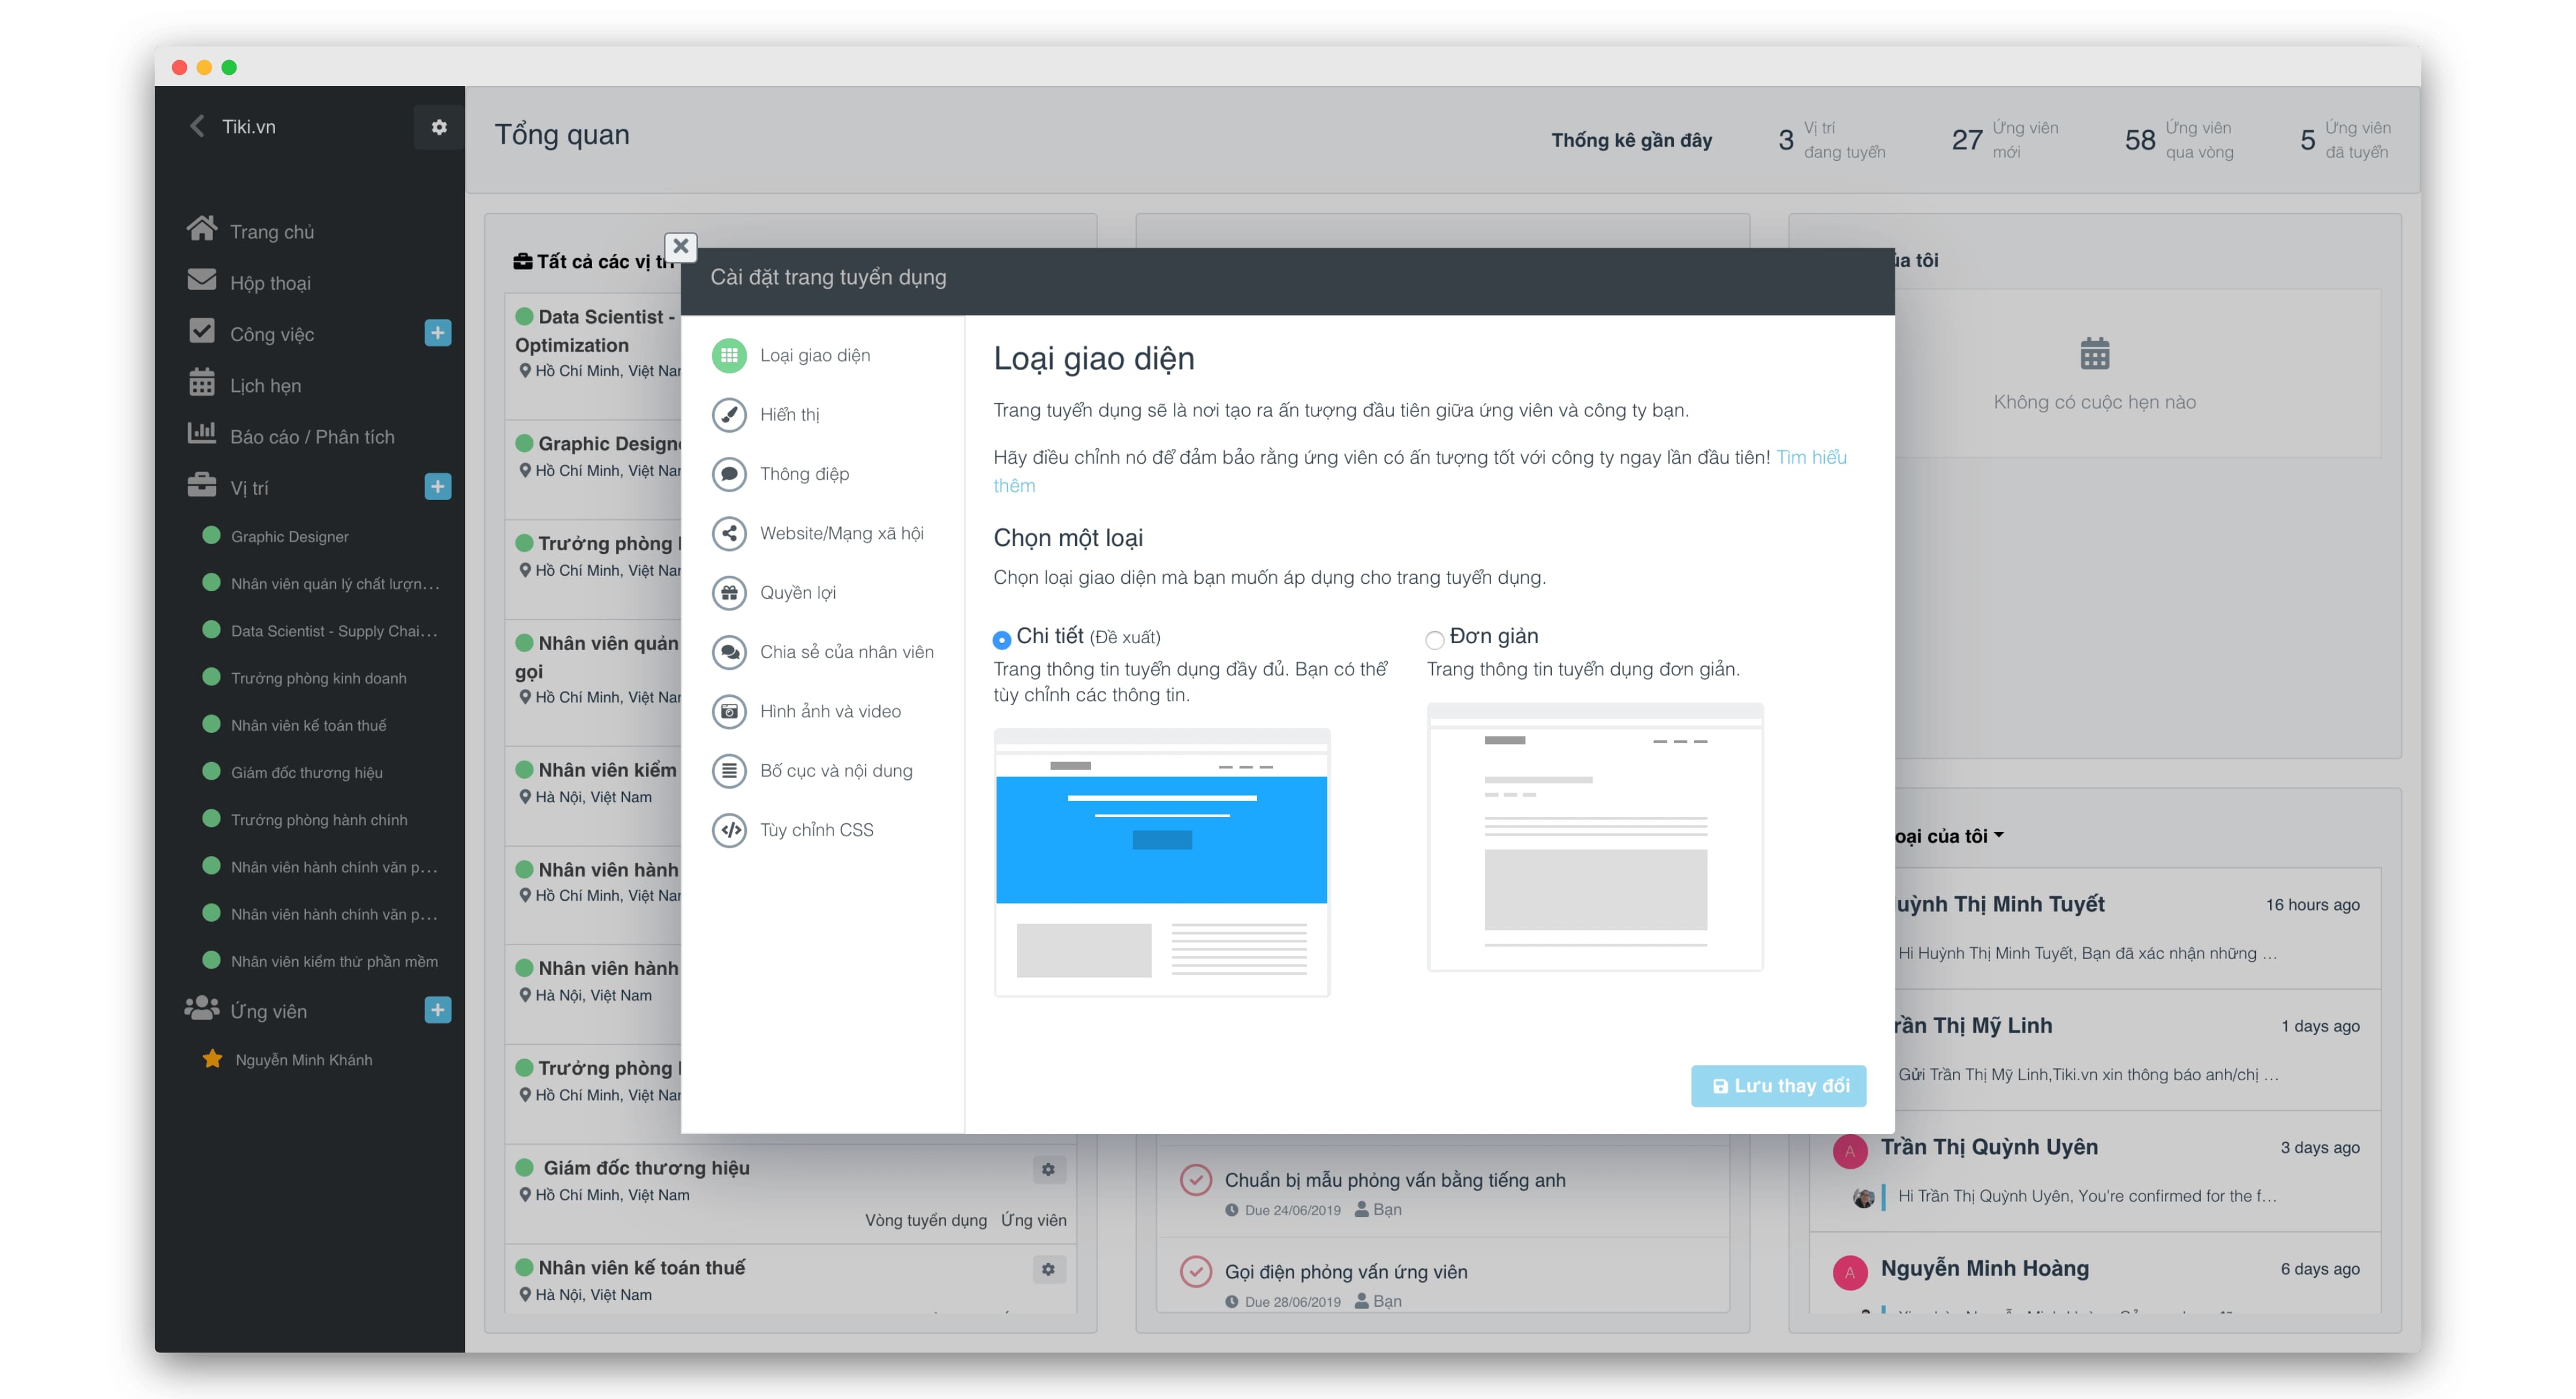 Tiki.vn
Trang chủ
Hộp thoại
Công việc
Lịch hẹn
Báo cáo / Phân tích
Vị trí
Graphic Designer
Nhân viên quản lý chất lượn...
Data Scientist - Supply Chai...
Trưởng phòng kinh doanh
Nhân viên kế toán thuế
Giám đốc thương hiệu
Trưởng phòng hành chính
Nhân viên hành chính văn p...
Nhân viên hành chính văn p...
Nhân viên kiểm thử phần mềm
Ứng viên
Nguyễn Minh Khánh
Tổng quan
Thống kê gần đây
3 Vị trí
đang tuyển
27 Ứng viên
mới
58 Ứng viên
qua vòng
5 Ứng viên
đã tuyển
Tất cả các vị
Data Scientist -
Optimization
Hồ Chí Minh, Việt
Graphic
Hồ Chí Minh, Việt
Trưởng phòng
Hồ Chí Minh, Việt
Nhân viên quản
gọi
Hồ Chí Minh, Việt
Nhân viên kiểm
Hà Nội, Việt Nam
Nhân viên hành
Hồ Chí Minh, Việt
Nhân viên hành
Hà Nội, Việt Nam
Trưởng phòng
Hồ Chí Minh, Việt
Giám đốc thương hiệu
Hồ Chí Minh, Việt Nam
Vòng tuyển dụng Ứng viên
Nhân viên kế toán thuế
Hà Nội, Việt Nam
Cài đặt trang tuyển dụng
Loại giao diện
Hiển thị
Thông điệp
Website/Mạng xã hội
Quyền lợi
Chia sẻ của nhân viên
Hình ảnh và video
Bố cục và nội dung
Tùy chỉnh CSS
Loại giao diện
Trang tuyển dụng sẽ là nơi tạo ra ấn tượng đầu tiên giữa ứng viên và công ty bạn.
Hãy điều chỉnh nó để đảm bảo rằng ứng viên có ấn tượng tốt với công ty ngay lần đầu tiên! Tìm hiểu
thêm
Chọn một loại
Chọn loại giao diện mà bạn muốn áp dụng cho trang tuyển dụng.
Chi tiết (Đề xuất)
Trang thông tin tuyển dụng đầy đủ. Bạn có thể
tùy chỉnh các thông tin.
Đơn giản
Trang thông tin tuyển dụng đơn giản.
Lưu thay đổi
Chuẩn bị mẫu phỏng vấn bằng tiếng anh
Due 24/06/2019 Bạn
Gọi điện phỏng vấn ứng viên
Due 28/06/2019 Bạn
của tôi
Không có cuộc hẹn nào
của tôi
Thị Minh Tuyết 16 hours ago
Hi Huỳnh Thị Minh Tuyết, Bạn đã xác nhận những ...
Thị Mỹ Linh 1 days ago
Gửi Trần Thị Mỹ Linh,Tiki.vn xin thông báo anh/chị ...
A Trần Thị Quỳnh Uyên 3 days ago
Hi Trần Thị Quỳnh Uyên, You're confirmed for the f...
A Nguyễn Minh Hoàng 6 days ago